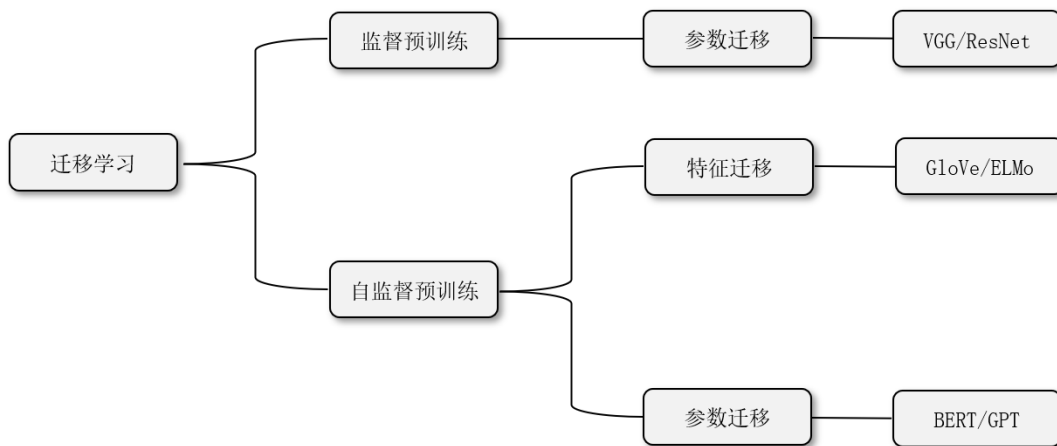 监督预训练
参数迁移
VGG/ResNet
迁移学习
特征迁移
GloVe/ELMo
自监督预训练
参数迁移
BERT/GPT